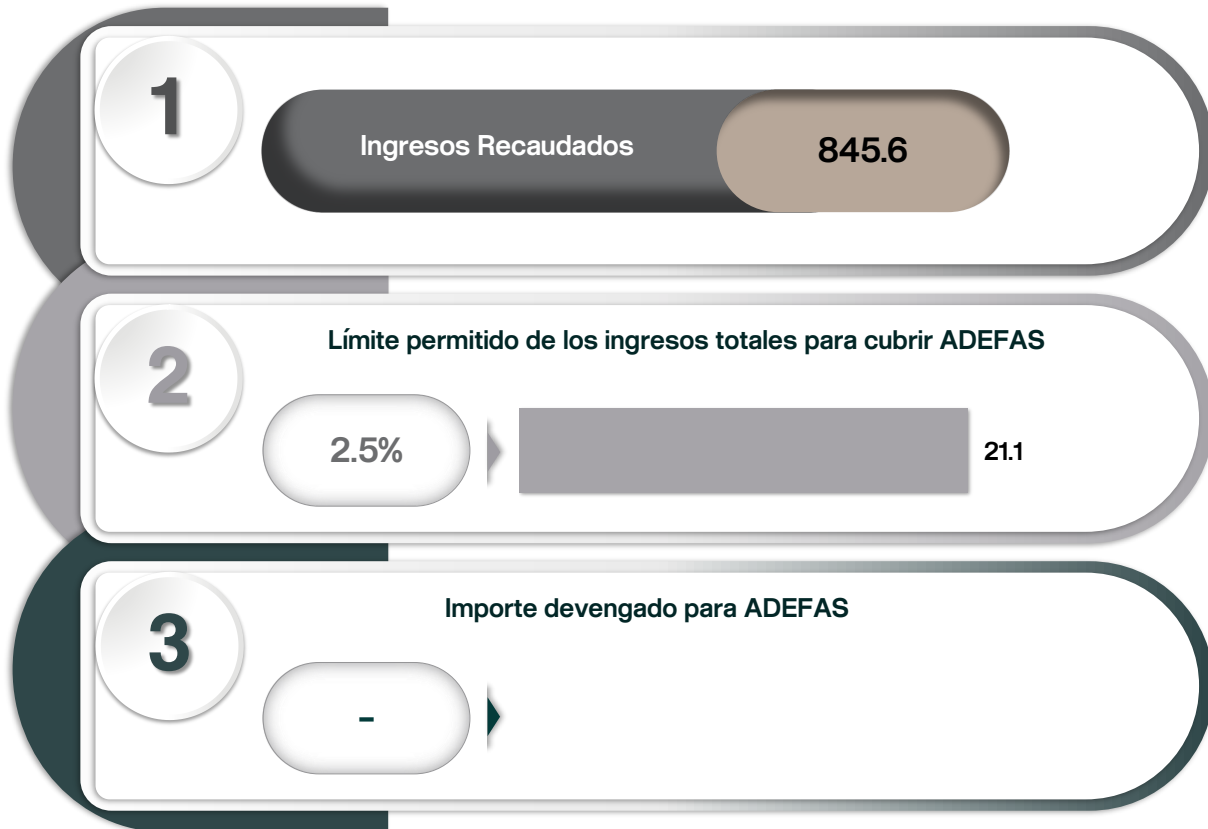 1
Ingresos Recaudados
845.6
2
Límite permitido de los ingresos totales para cubrir ADEFAS
2.5%
21.1
3
Importe devengado para ADEFAS
-